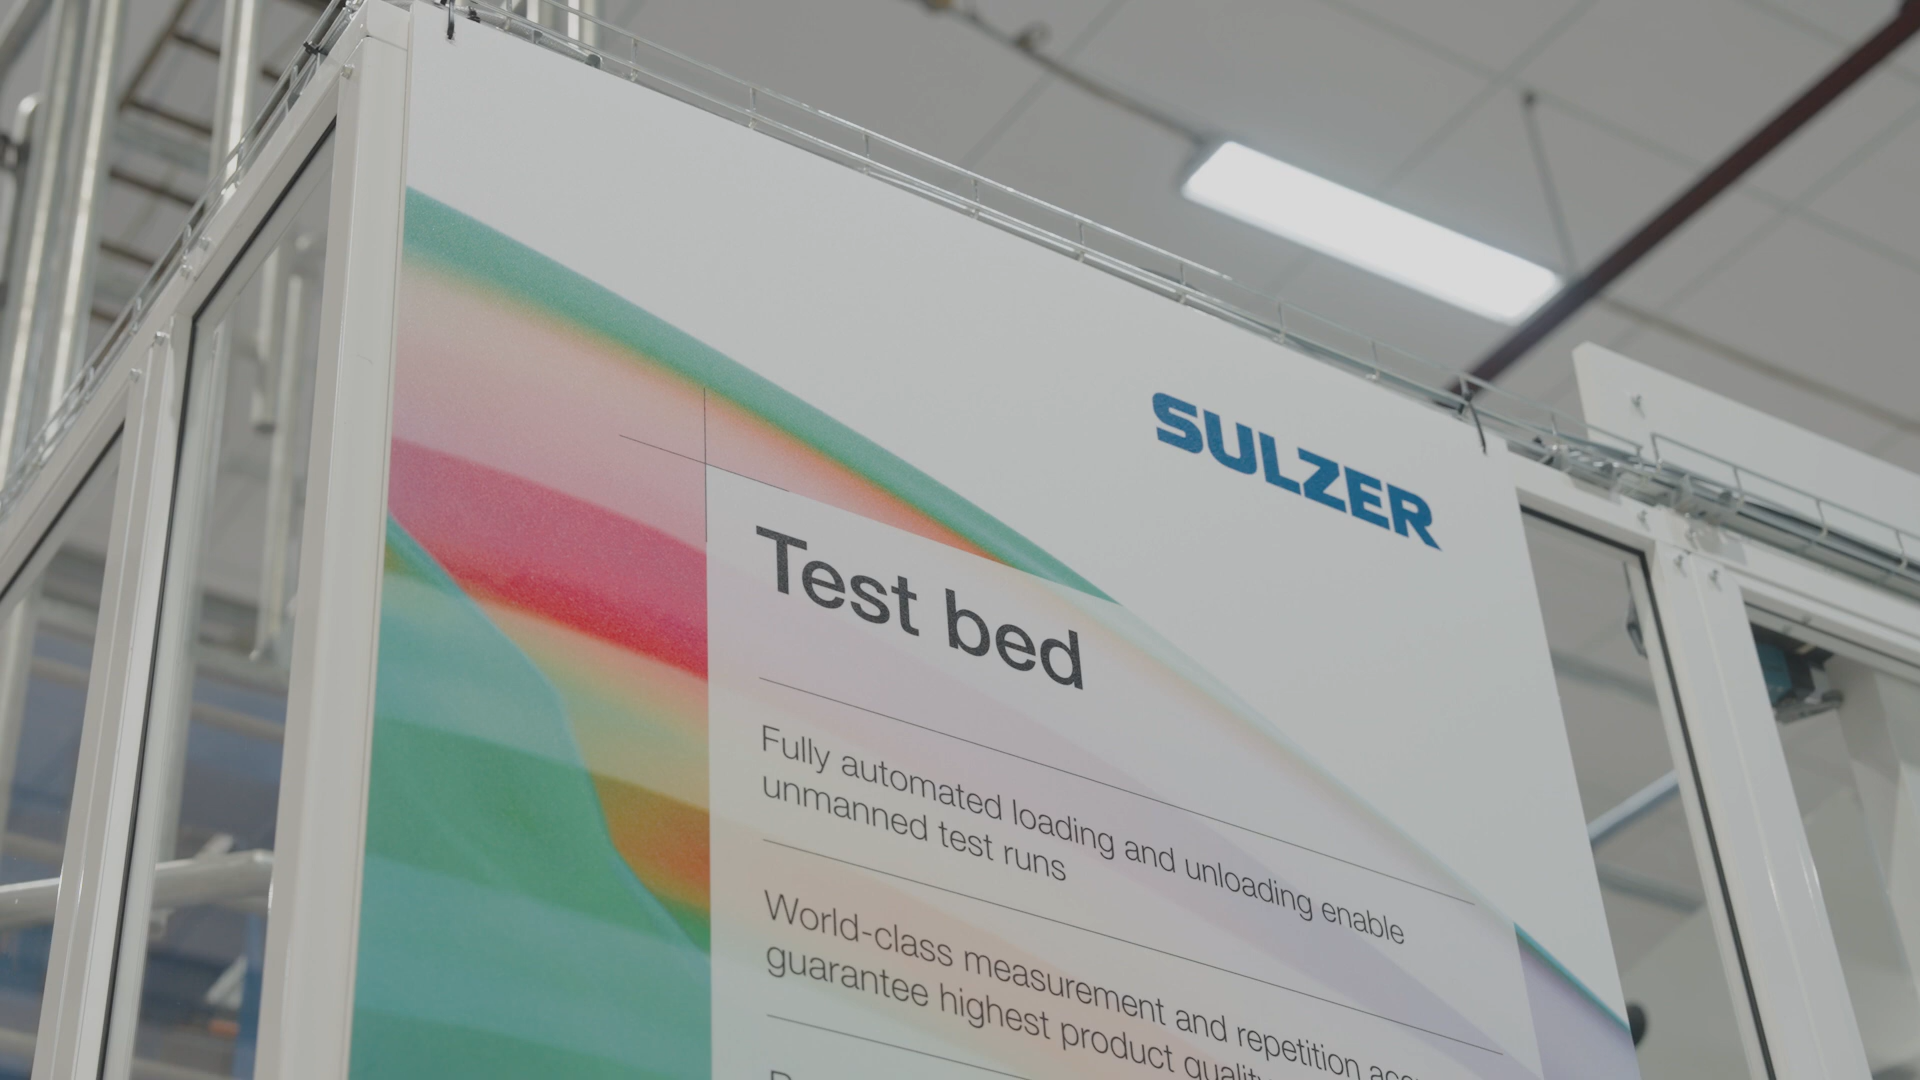 SULZER
Test bed
Fully automated loading and unloading enable
unmanned test runs
World-class measurement and repetition
guarantee highest product quality